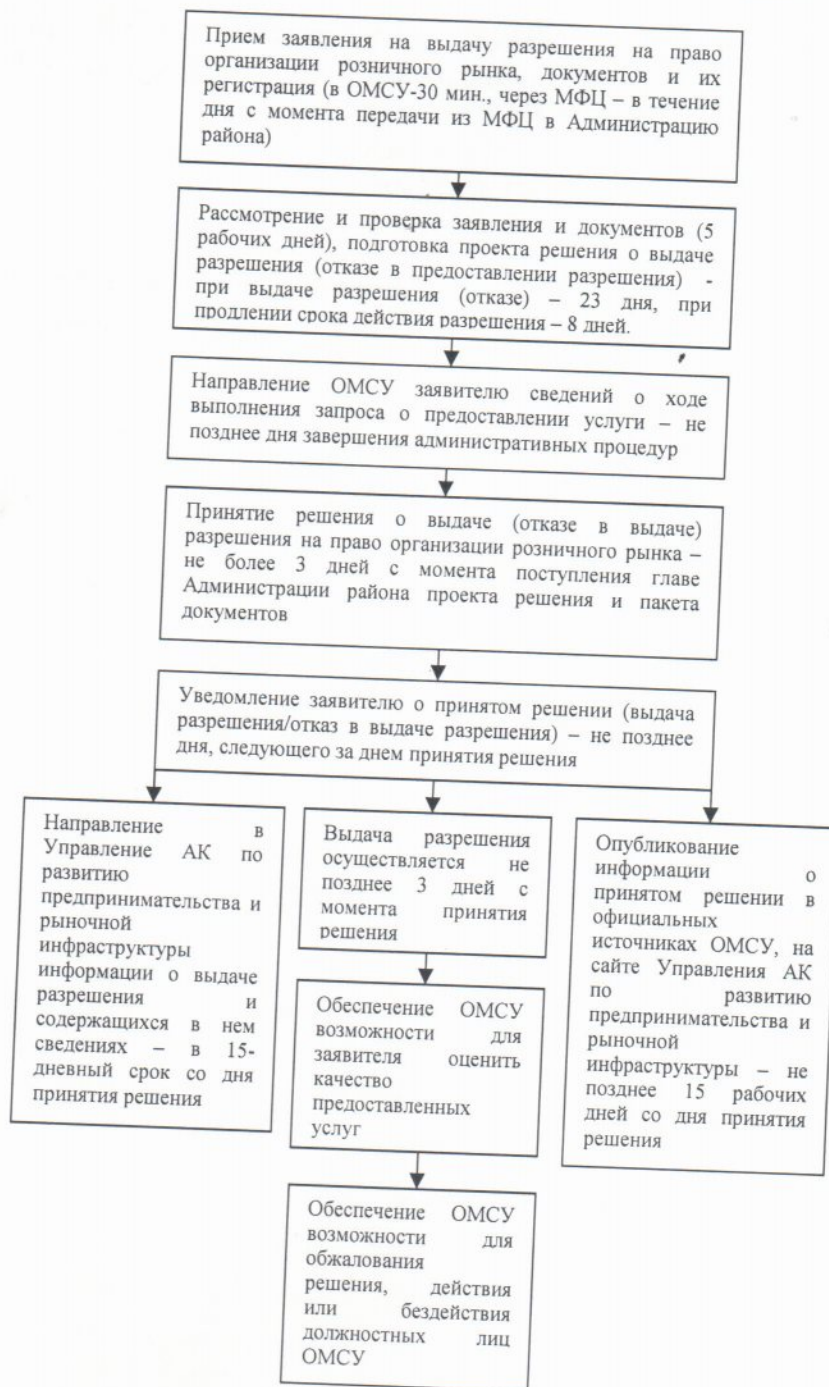 Прием заявления на выдачу разрешения на право
организации розничного рынка, документов и их
регистрация (в ОМСУ-30 мин., через МФЦ – в течение
дня с момента передачи из МФЦ в Администрацию
района)
Рассмотрение и проверка заявления и документов (5
рабочих дней), подготовка проекта решения о выдаче
разрешения (отказе в предоставлении разрешения) -
при выдаче разрешения (отказе) – 23 дня, при
продлении срока действия разрешения – 8 дней.
Направление ОМСУ заявителю сведений о ходе
выполнения запроса о предоставлении услуги – не
позднее дня завершения административных процедур
Принятие решения о выдаче (отказе в выдаче)
разрешения на право организации розничного рынка –
не более 3 дней с момента поступления главе
Администрации района проекта решения и пакета
документов
Уведомление заявителю о принятом решении (выдача
разрешения/отказ в выдаче разрешения) – не позднее
дня, следующего за днем принятия решения
Направление в
Управление АК по
развитию
предпринимательства и
рыночной
инфраструктуры
информации о выдаче
разрешения и
содержащихся в нем
сведениях – в 15-
дневный срок со дня
принятия решения
Выдача разрешения
осуществляется не
позднее 3 дней с
момента принятия
решения
Обеспечение ОМСУ
возможности для
заявителя оценить
качество
предоставленных
услуг
Обеспечение ОМСУ
возможности для
обжалования
решения, действия
или бездействия
должностных лиц
ОМСУ
Опубликование
информации о
принятом решении в
официальных
источниках ОМСУ, на
сайте Управления АК
по развитию
предпринимательства и
рыночной
инфраструктуры – не
позднее 15 рабочих
дней со дня принятия
решения